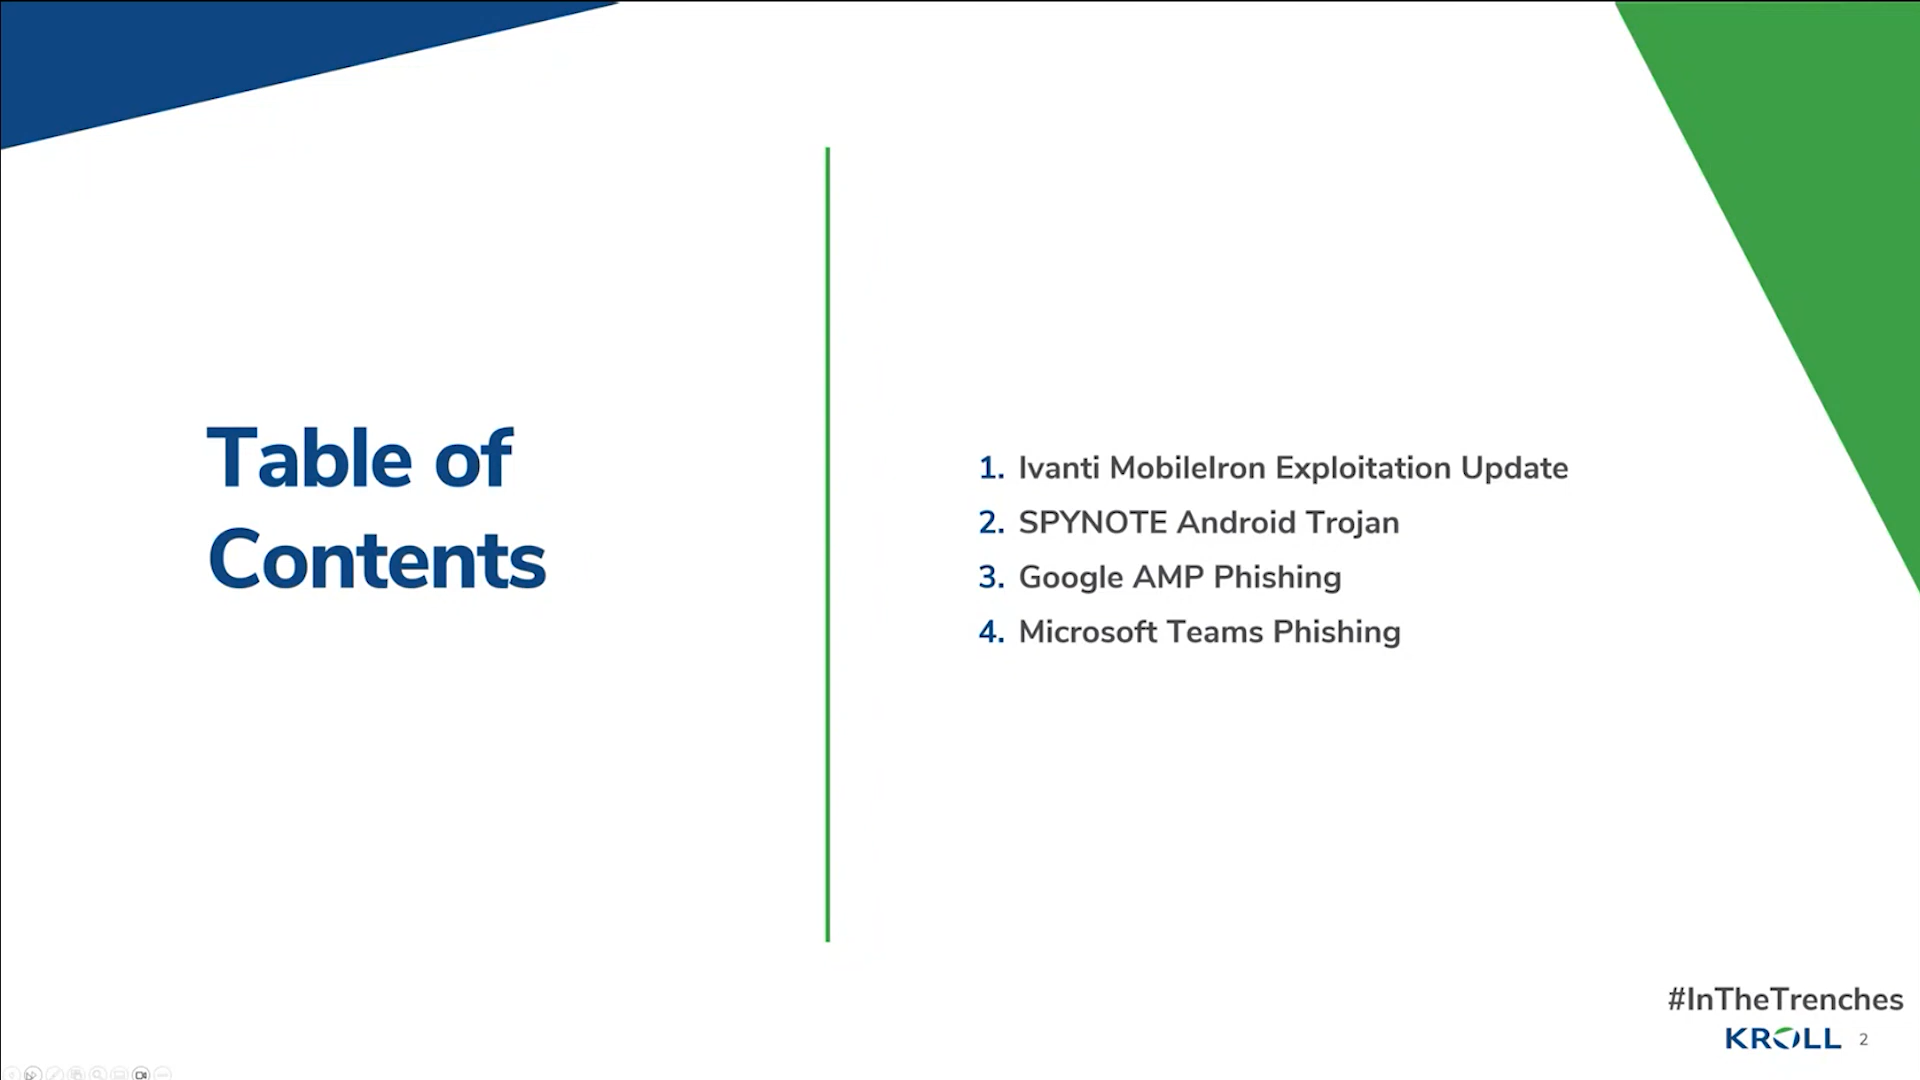 Table of
Contents
1. Ivanti MobileIron Exploitation Update
2. SPYNOTE Android Trojan
3. Google AMP Phishing
4. Microsoft Teams Phishing
#InTheTrenches
KROLL 2